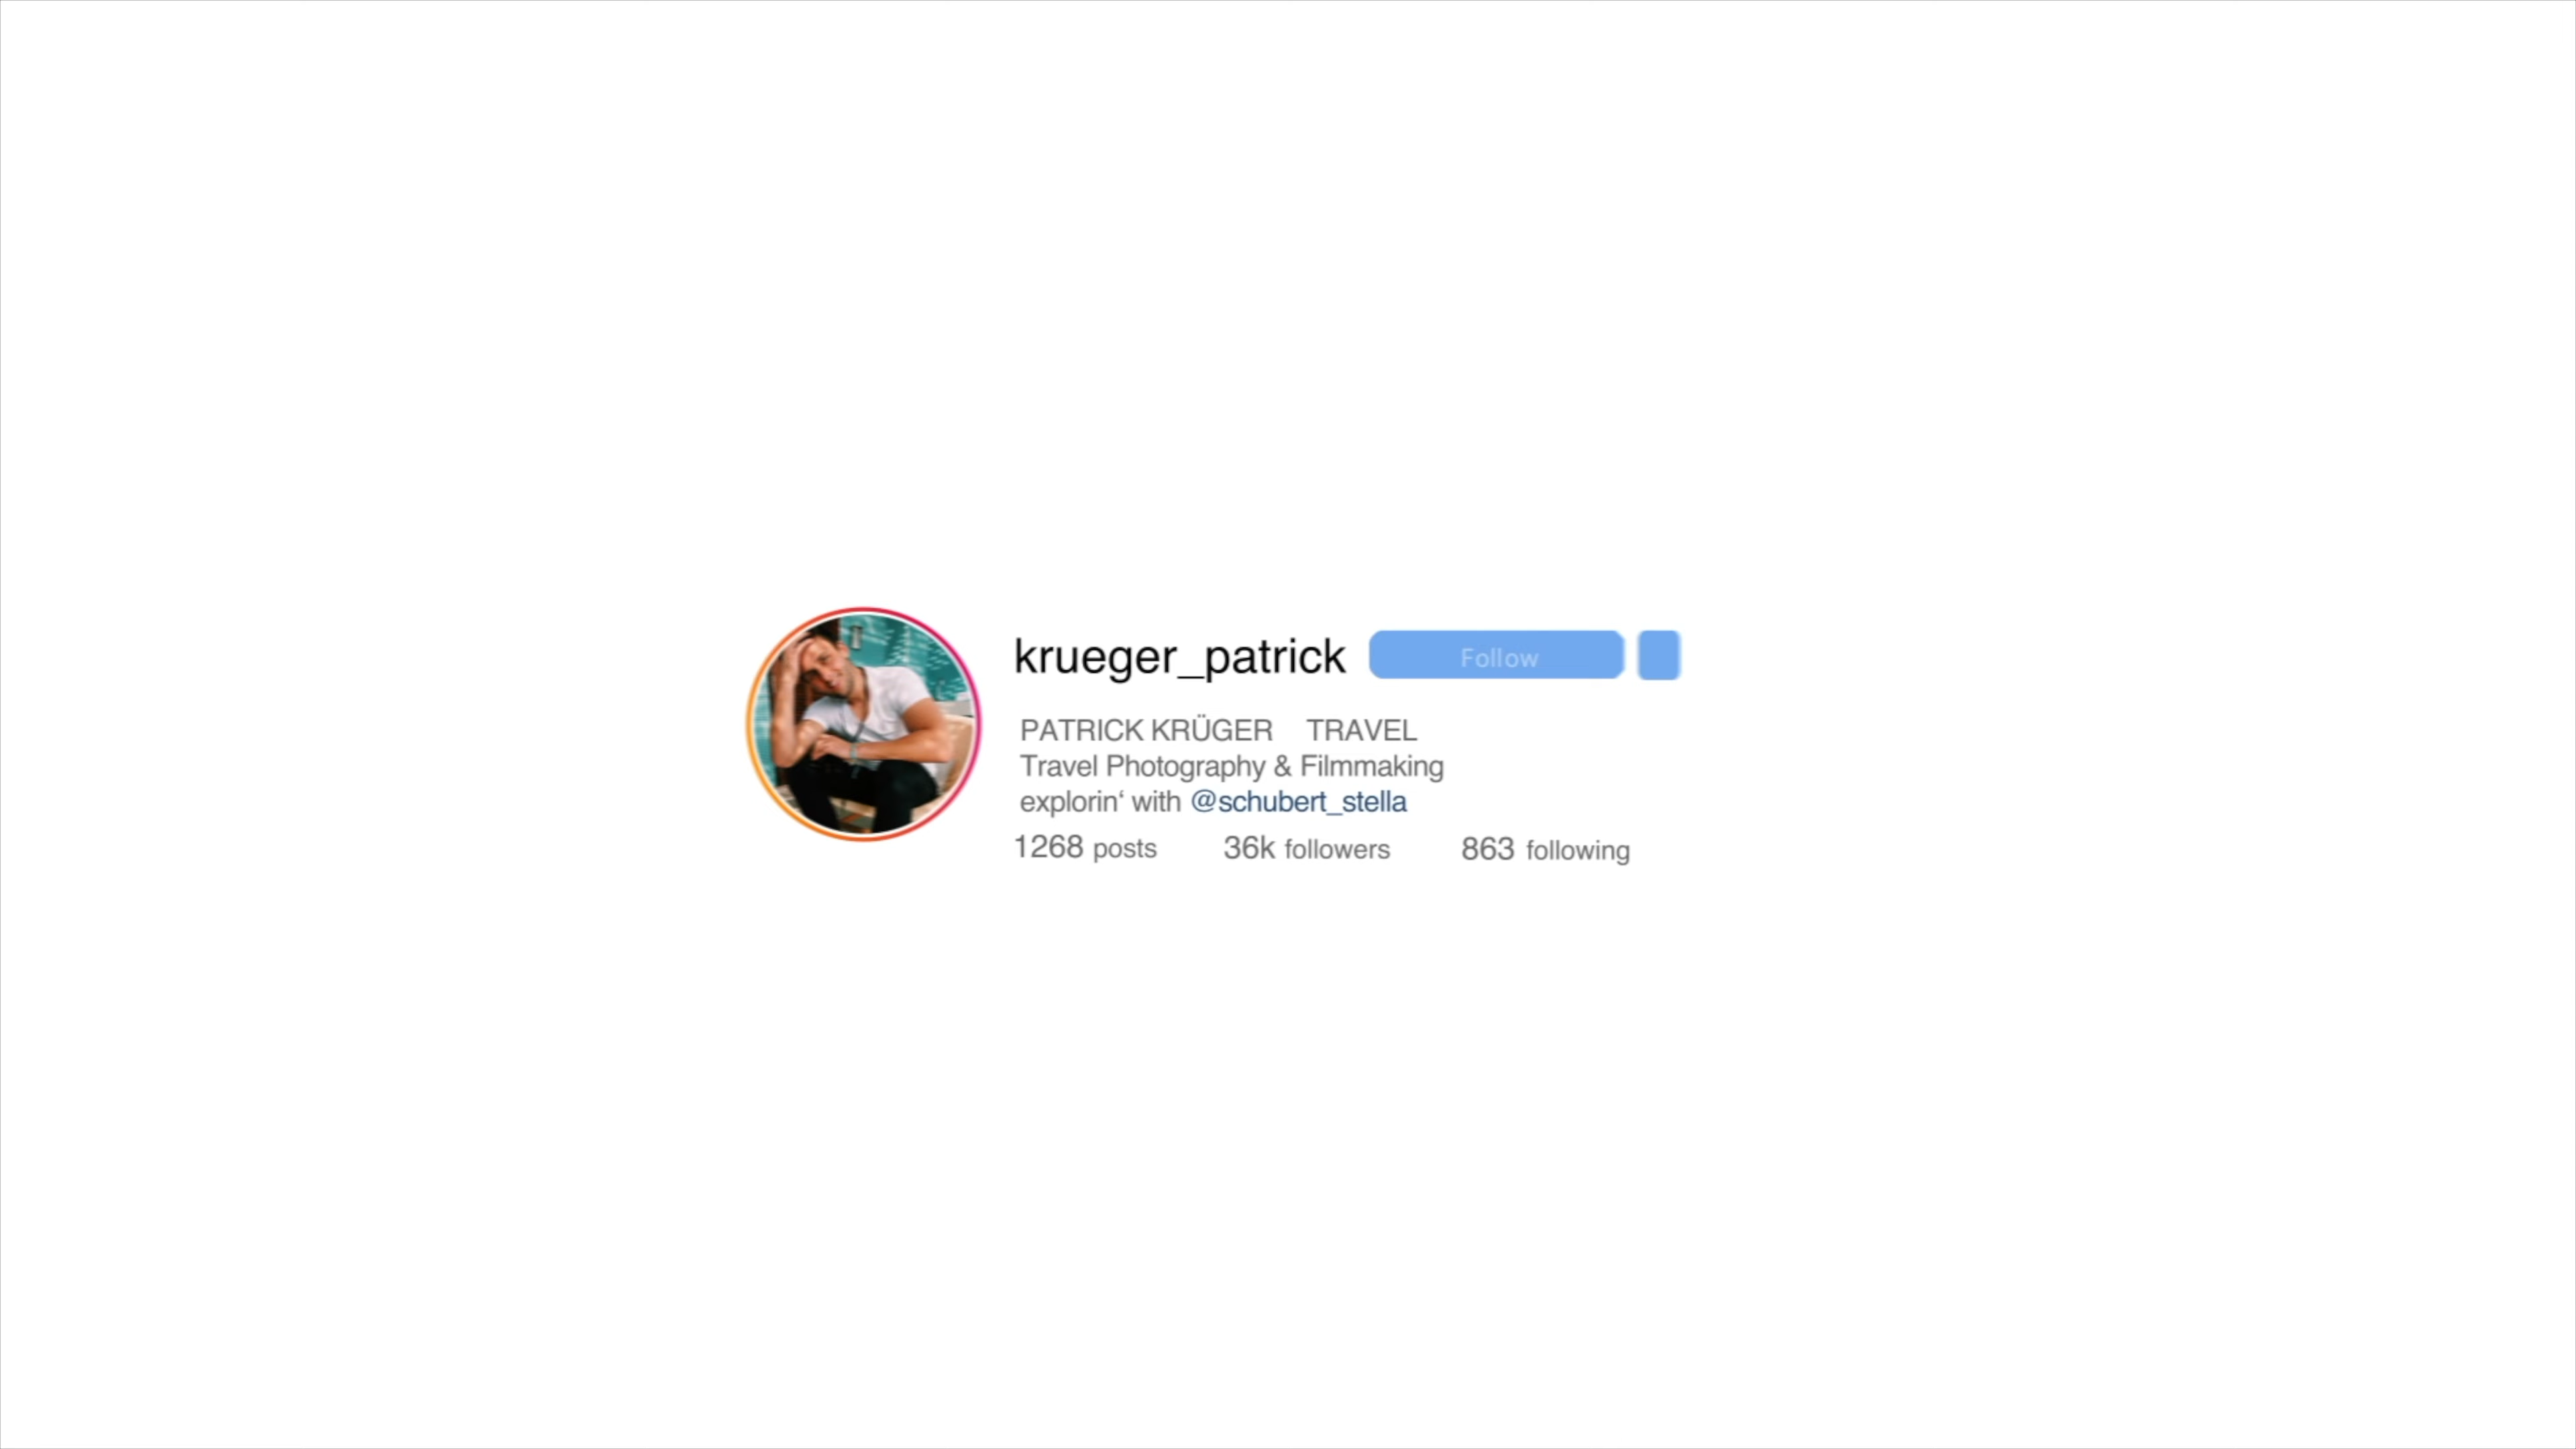 krueger_patrick Follow
PATRICK KRÜGER TRAVEL
Travel Photography & Filmmaking
explorin‘ with @schubert_stella
1268 posts 36k followers 863 following